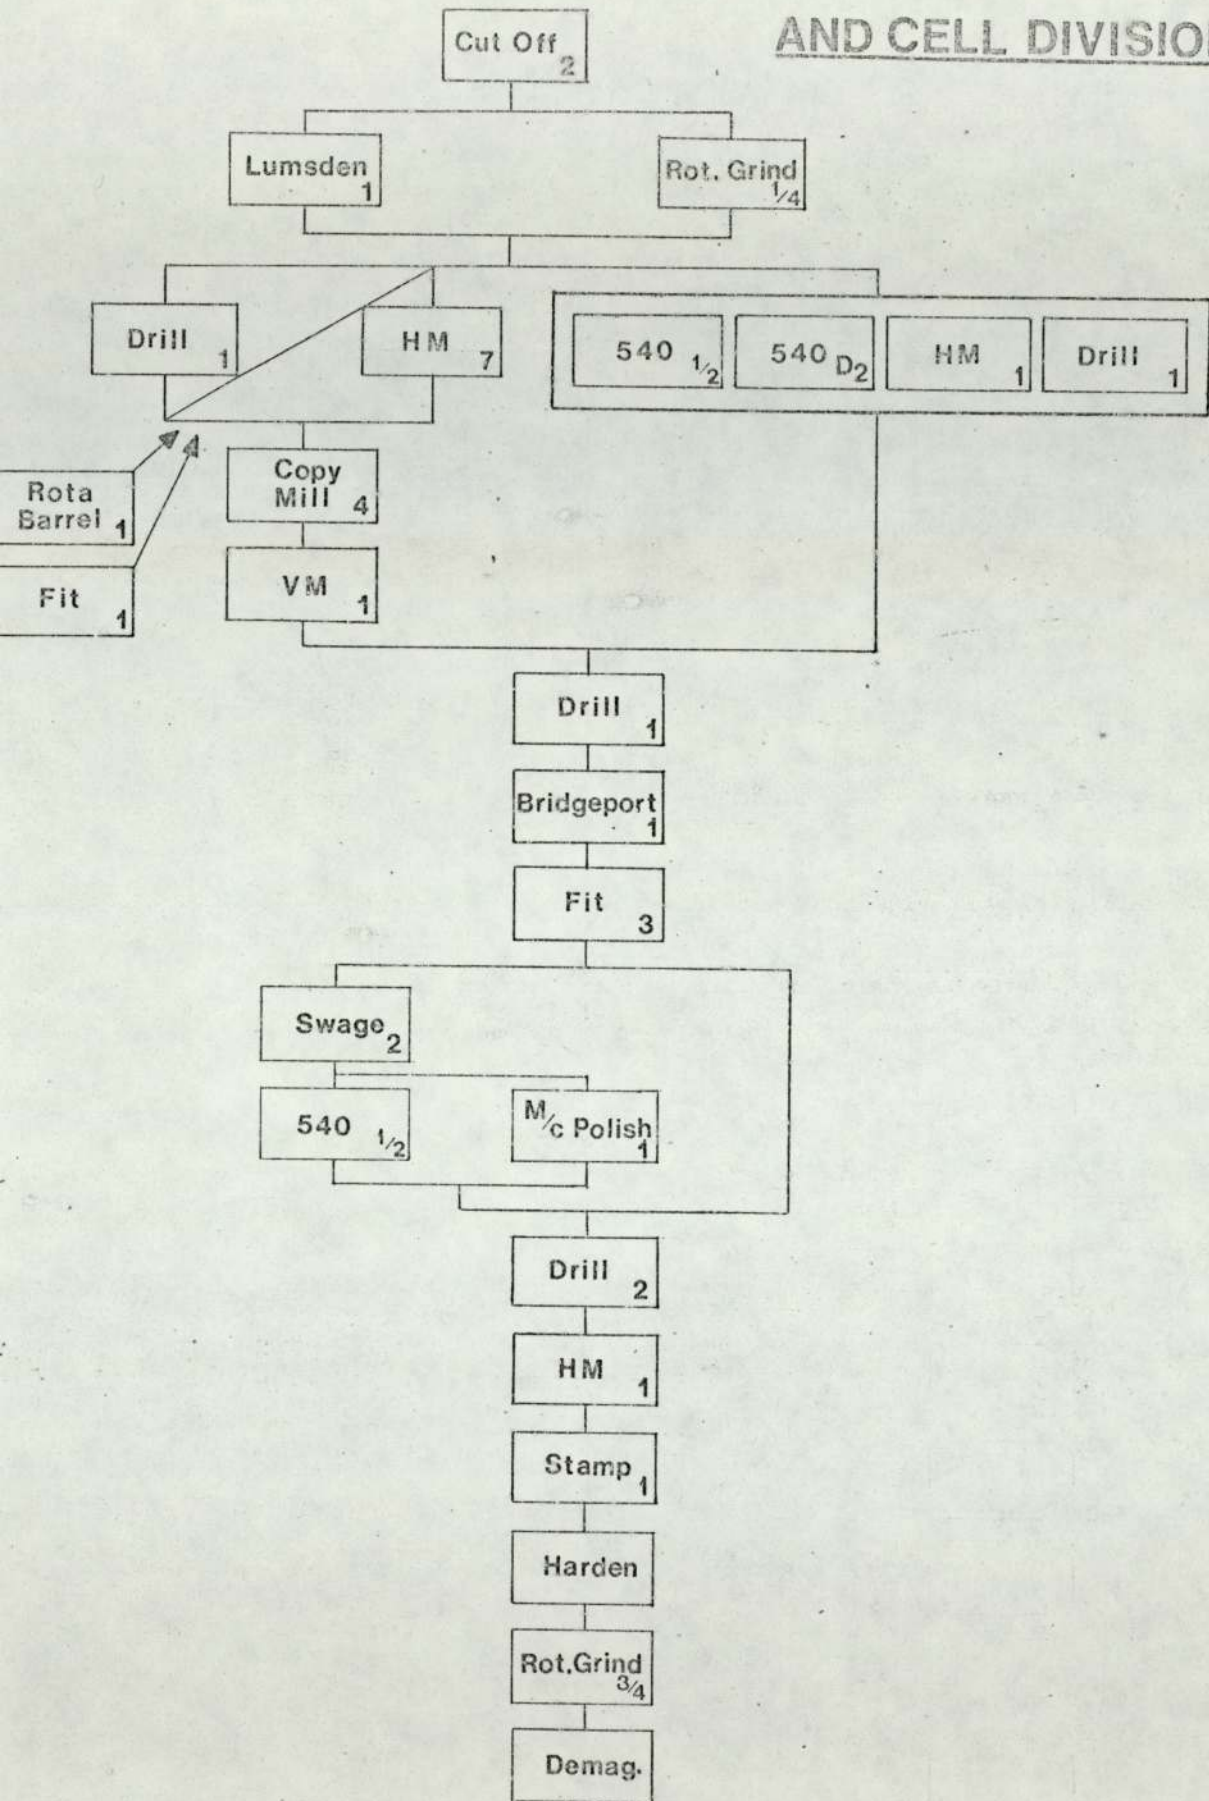 AND CELL DIVISIO
Cut Off
2
Lumsden
1
Rot. Grind
1/4
Drill
1
HM
7
540 1/2
540 D2
HM
1
Drill
1
Rota
Barrel 1
Copy
Mill 4
Fit
1
VM
1
Drill
1
Bridgeport
1
Fit
3
Swage 2
540 1/2
M/c Polish
1
Drill
2
HM
1
Stamp
1
Harden
Rot.Grind
3/4
Demag.